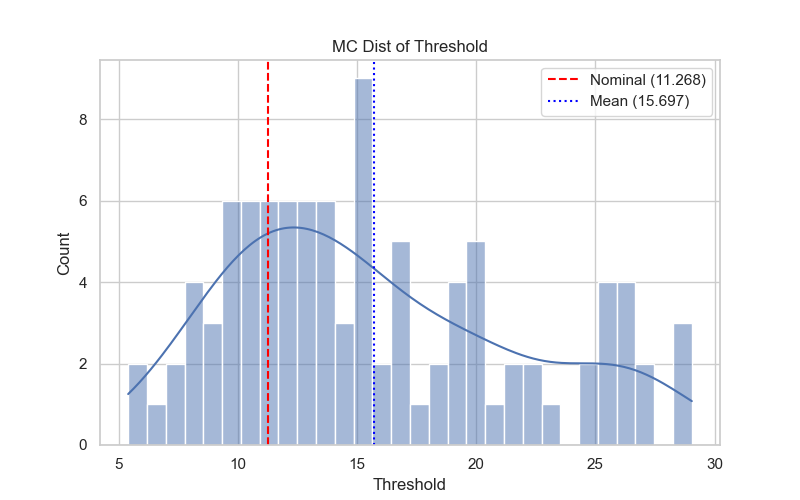 MC Dist of Threshold
Nominal (11.268)
Mean (15.697)
Count
8
6
4
2
0
5
10
15
20
25
30
Threshold